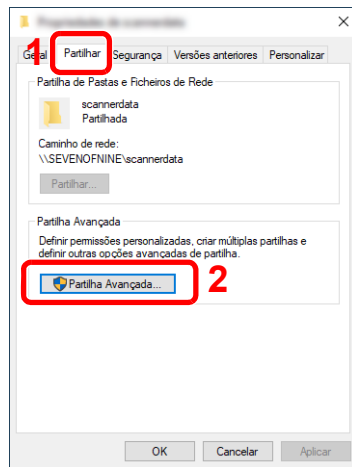 1
Geral Partilhar Segurança Versões anteriores Personalizar
Partilha de Pastas e Ficheiros de Rede
scannerdata
Partilhada
Caminho de rede:
\\SEVENOFNINE\scannerdata
Partilhar...
Partilha Avançada
Definir permissões personalizadas, criar múltiplas partilhas e
definir outras opções avançadas de partilha.
Partilha Avançada...
2
OK Cancelar Aplicar